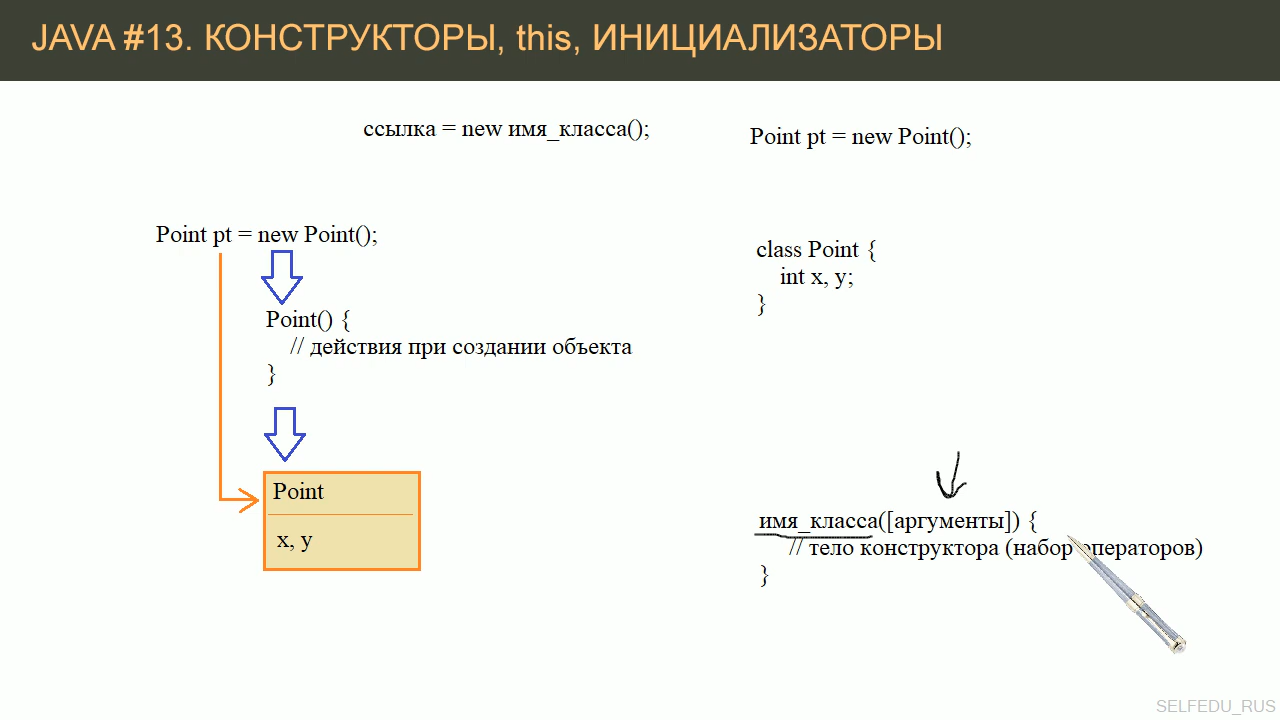 JAVA #13. КОНСТРУКТОРЫ, this, ИНИЦИАЛИЗАТОРЫ
ссылка = new имя_класса();
Point pt = new Point();
Point pt = new Point();
Point() {
// действия при создании объекта
}
Point
x, y
class Point {
int x, y;
}
имя_класса([аргументы]) {
// тело конструктора (набор операторов)
}
SELFEDU_RUS